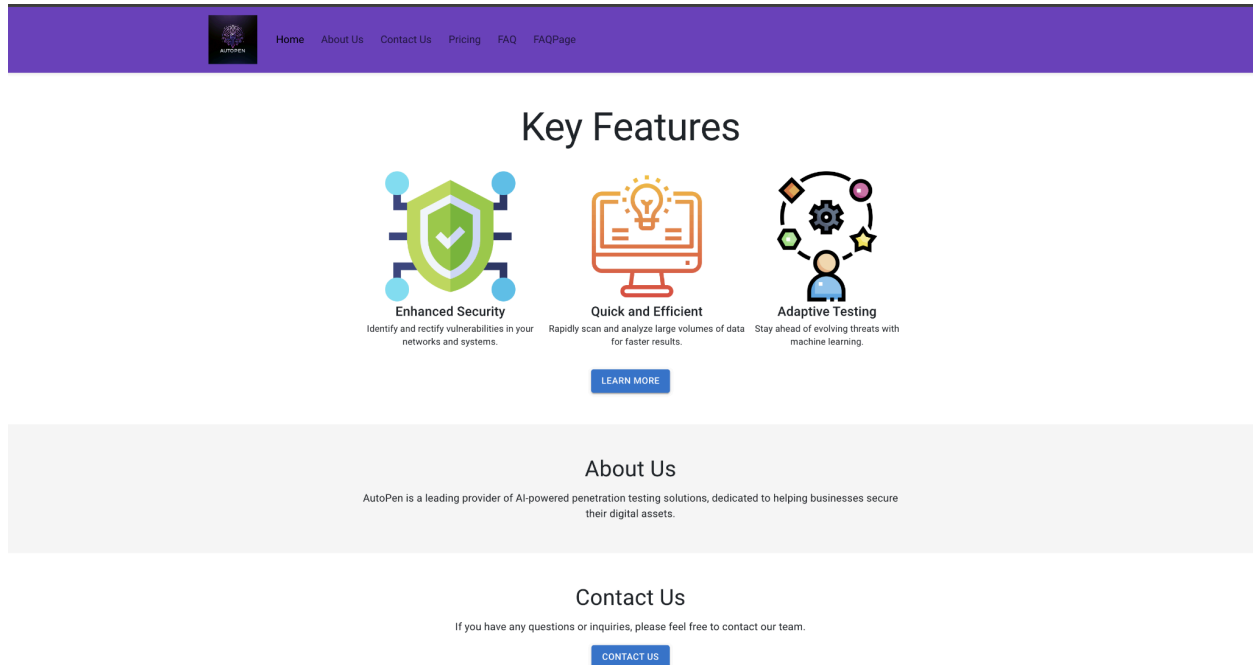 AUTOPEN
Home About Us Contact Us Pricing FAQ FAQPage
Key Features
Enhanced Security
Identify and rectify vulnerabilities in your
networks and systems.
Quick and Efficient
Rapidly scan and analyze large volumes of data
for faster results.
Adaptive Testing
Stay ahead of evolving threats with
machine learning.
LEARN MORE
About Us
AutoPen is a leading provider of AI-powered penetration testing solutions, dedicated to helping businesses secure
their digital assets.
Contact Us
If you have any questions or inquiries, please feel free to contact our team.
CONTACT US